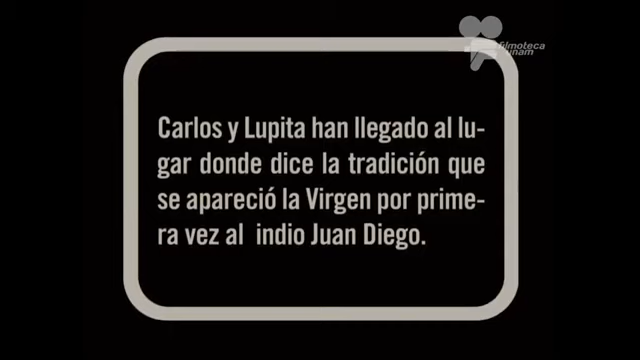 filmoteca
unam
Carlos y Lupita han llegado al lu-
gar donde dice la tradición que
se apareció la Virgen por prime-
ra vez al indio Juan Diego.